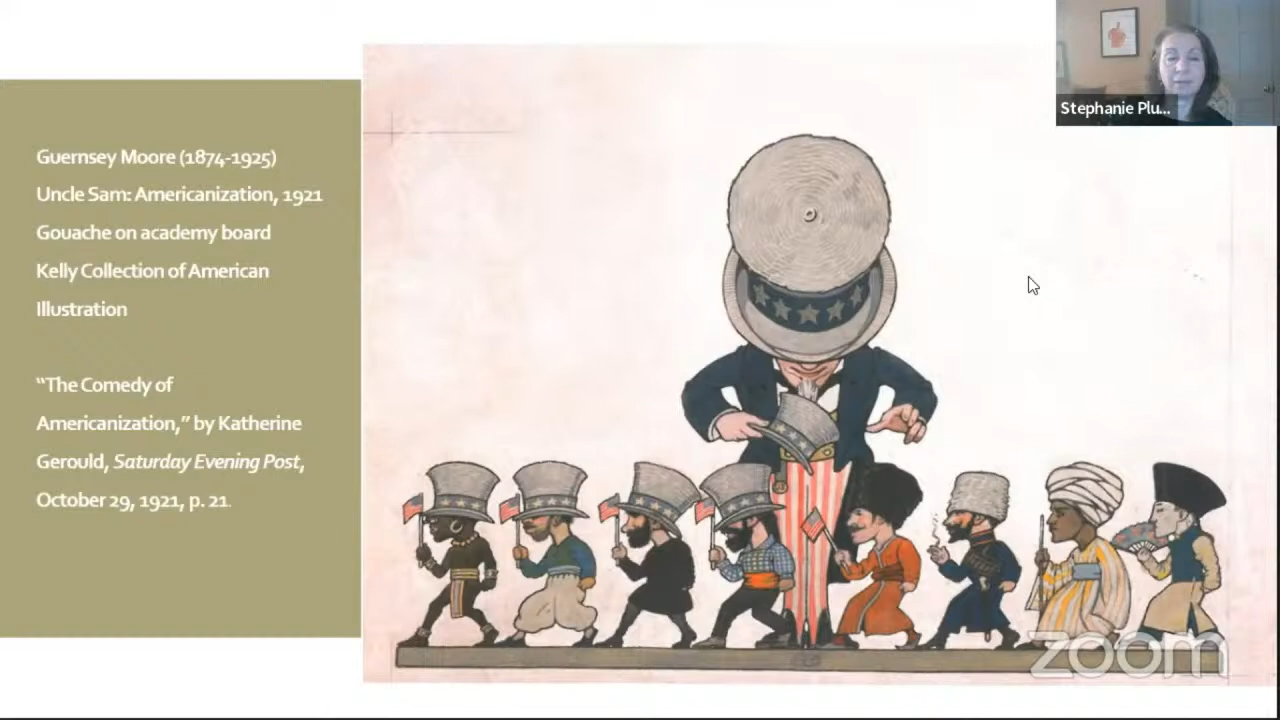 Guernsey Moore (1874-1925)
Uncle Sam: Americanization, 1921
Gouache on academy board
Kelly Collection of American
Illustration
“The Comedy of
Americanization,” by Katherine
Gerould, Saturday Evening Post,
October 29, 1921, p. 21.
Stephanie Plu...
zoom